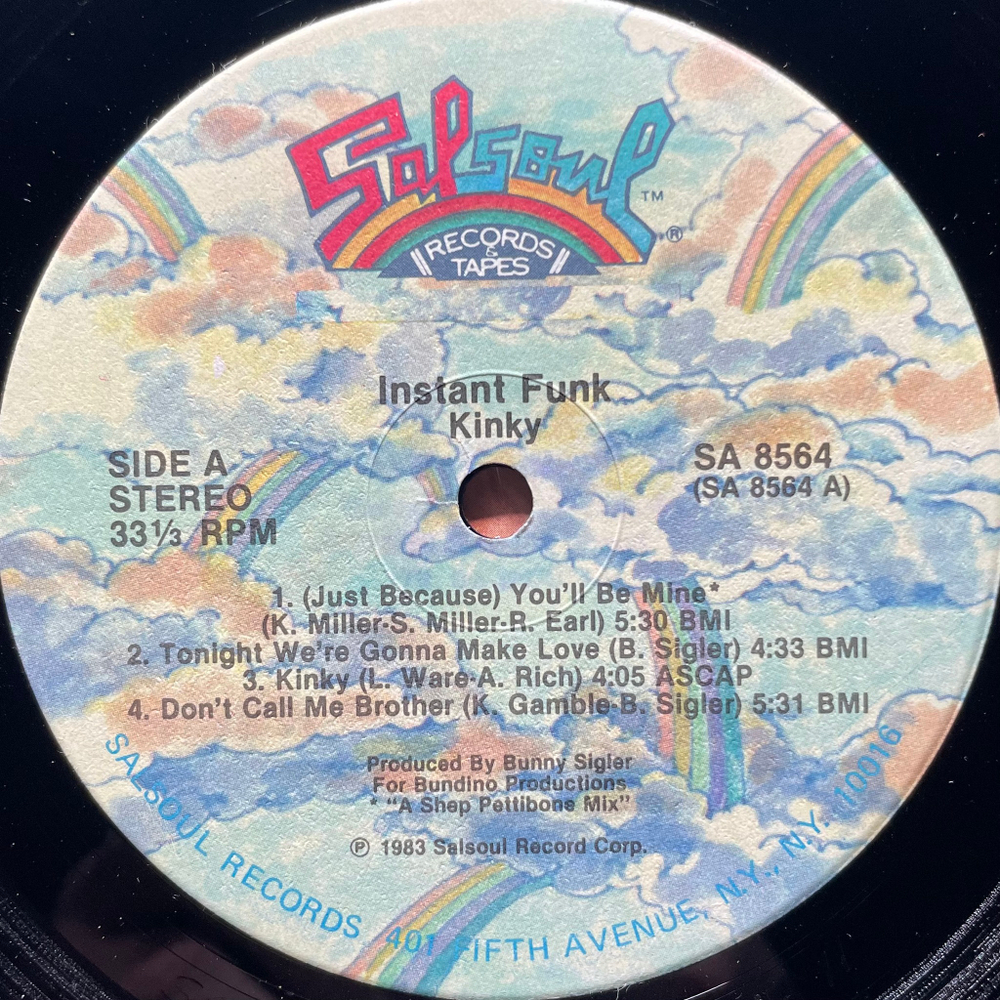 Salsoul TM
®
RECORDS
&
TAPES
Instant Funk
Kinky
SIDE A
STEREO
33⅓ RPM
SA 8564
(SA 8564 A)
1. (Just Because) You'll Be Mine*
(K. Miller-S. Miller-R. Earl) 5:30 BMI
2. Tonight We're Gonna Make Love (B. Sigler) 4:33 BMI
3. Kinky (L. Ware-A. Rich) 4:05 ASCAP
4. Don't Call Me Brother (K. Gamble-B. Sigler) 5:31 BMI
Produced By Bunny Sigler
For Bundino Productions
* "A Shep Pettibone Mix"
℗ 1983 Salsoul Record Corp.
SALSOUL RECORDS 401 FIFTH AVENUE, N.Y., N.Y. 10016